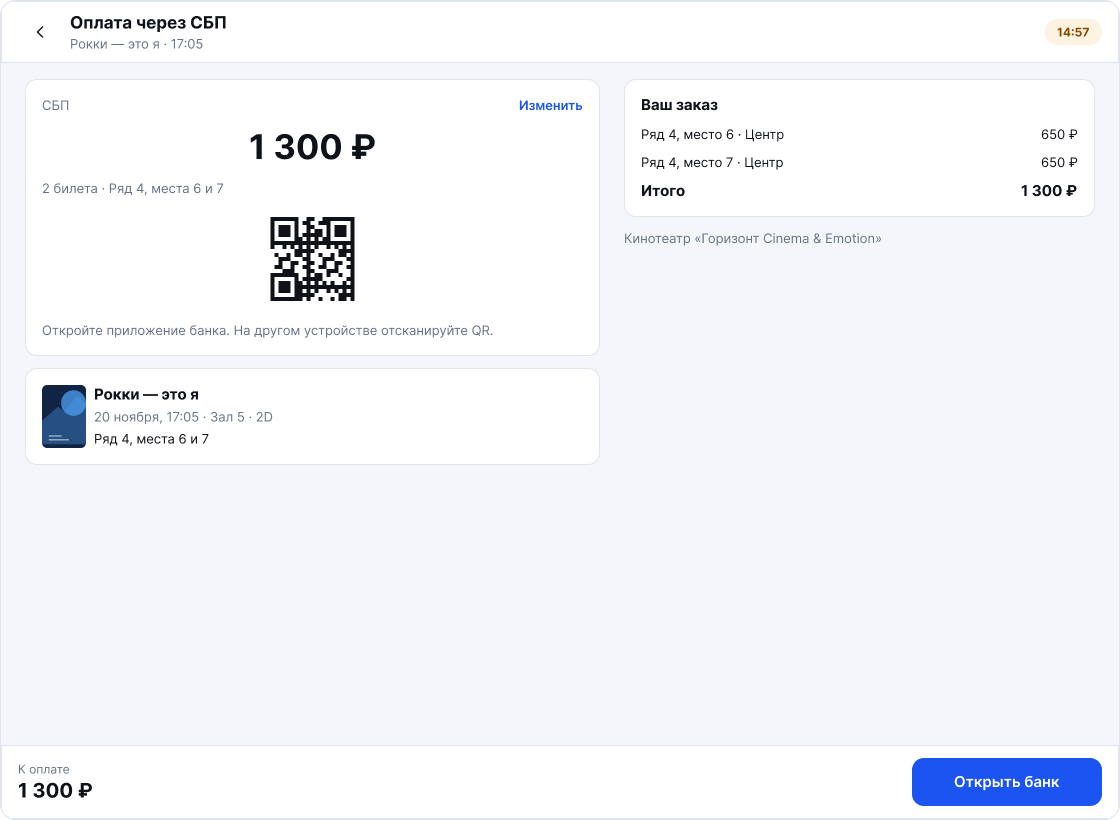 Оплата через СБП
Рокки — это я · 17:05
14:57
СБП
Изменить
1 300 ₽
2 билета · Ряд 4, места 6 и 7
Откройте приложение банка. На другом устройстве отсканируйте QR.
Рокки — это я
20 ноября, 17:05 · Зал 5 · 2D
Ряд 4, места 6 и 7
Ваш заказ
Ряд 4, место 6 · Центр 650 ₽
Ряд 4, место 7 · Центр 650 ₽
Итого 1 300 ₽
Кинотеатр «Горизонт Cinema & Emotion»
К оплате
1 300 ₽
Открыть банк